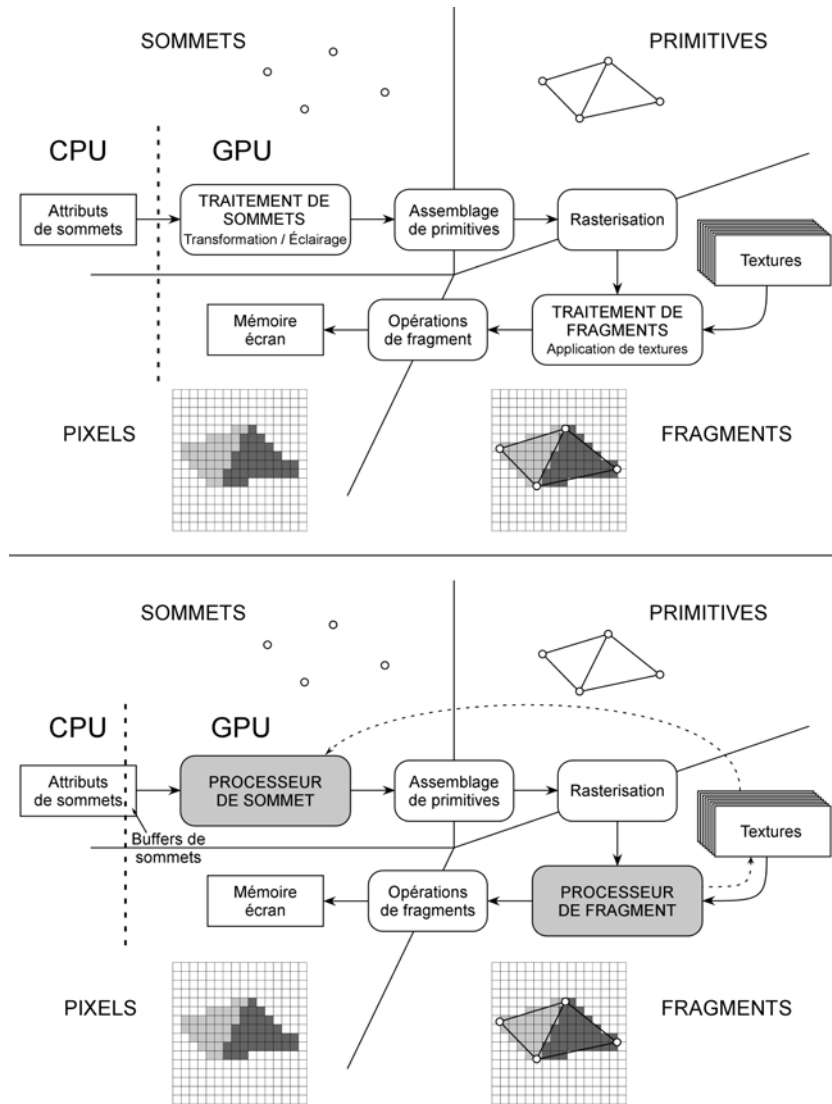 SOMMETS
PRIMITIVES
CPU
GPU
Attributs
de sommets
TRAITEMENT DE
SOMMETS
Transformation / Éclairage
Assemblage
de primitives
Rasterisation
Textures
Mémoire
écran
Opérations
de fragment
TRAITEMENT DE
FRAGMENTS
Application de textures
PIXELS
FRAGMENTS
SOMMETS
PRIMITIVES
CPU
GPU
Attributs
de sommets
PROCESSEUR
DE SOMMET
Assemblage
de primitives
Rasterisation
Textures
Buffers de
sommets
Mémoire
écran
Opérations
de fragments
PROCESSEUR
DE FRAGMENT
PIXELS
FRAGMENTS